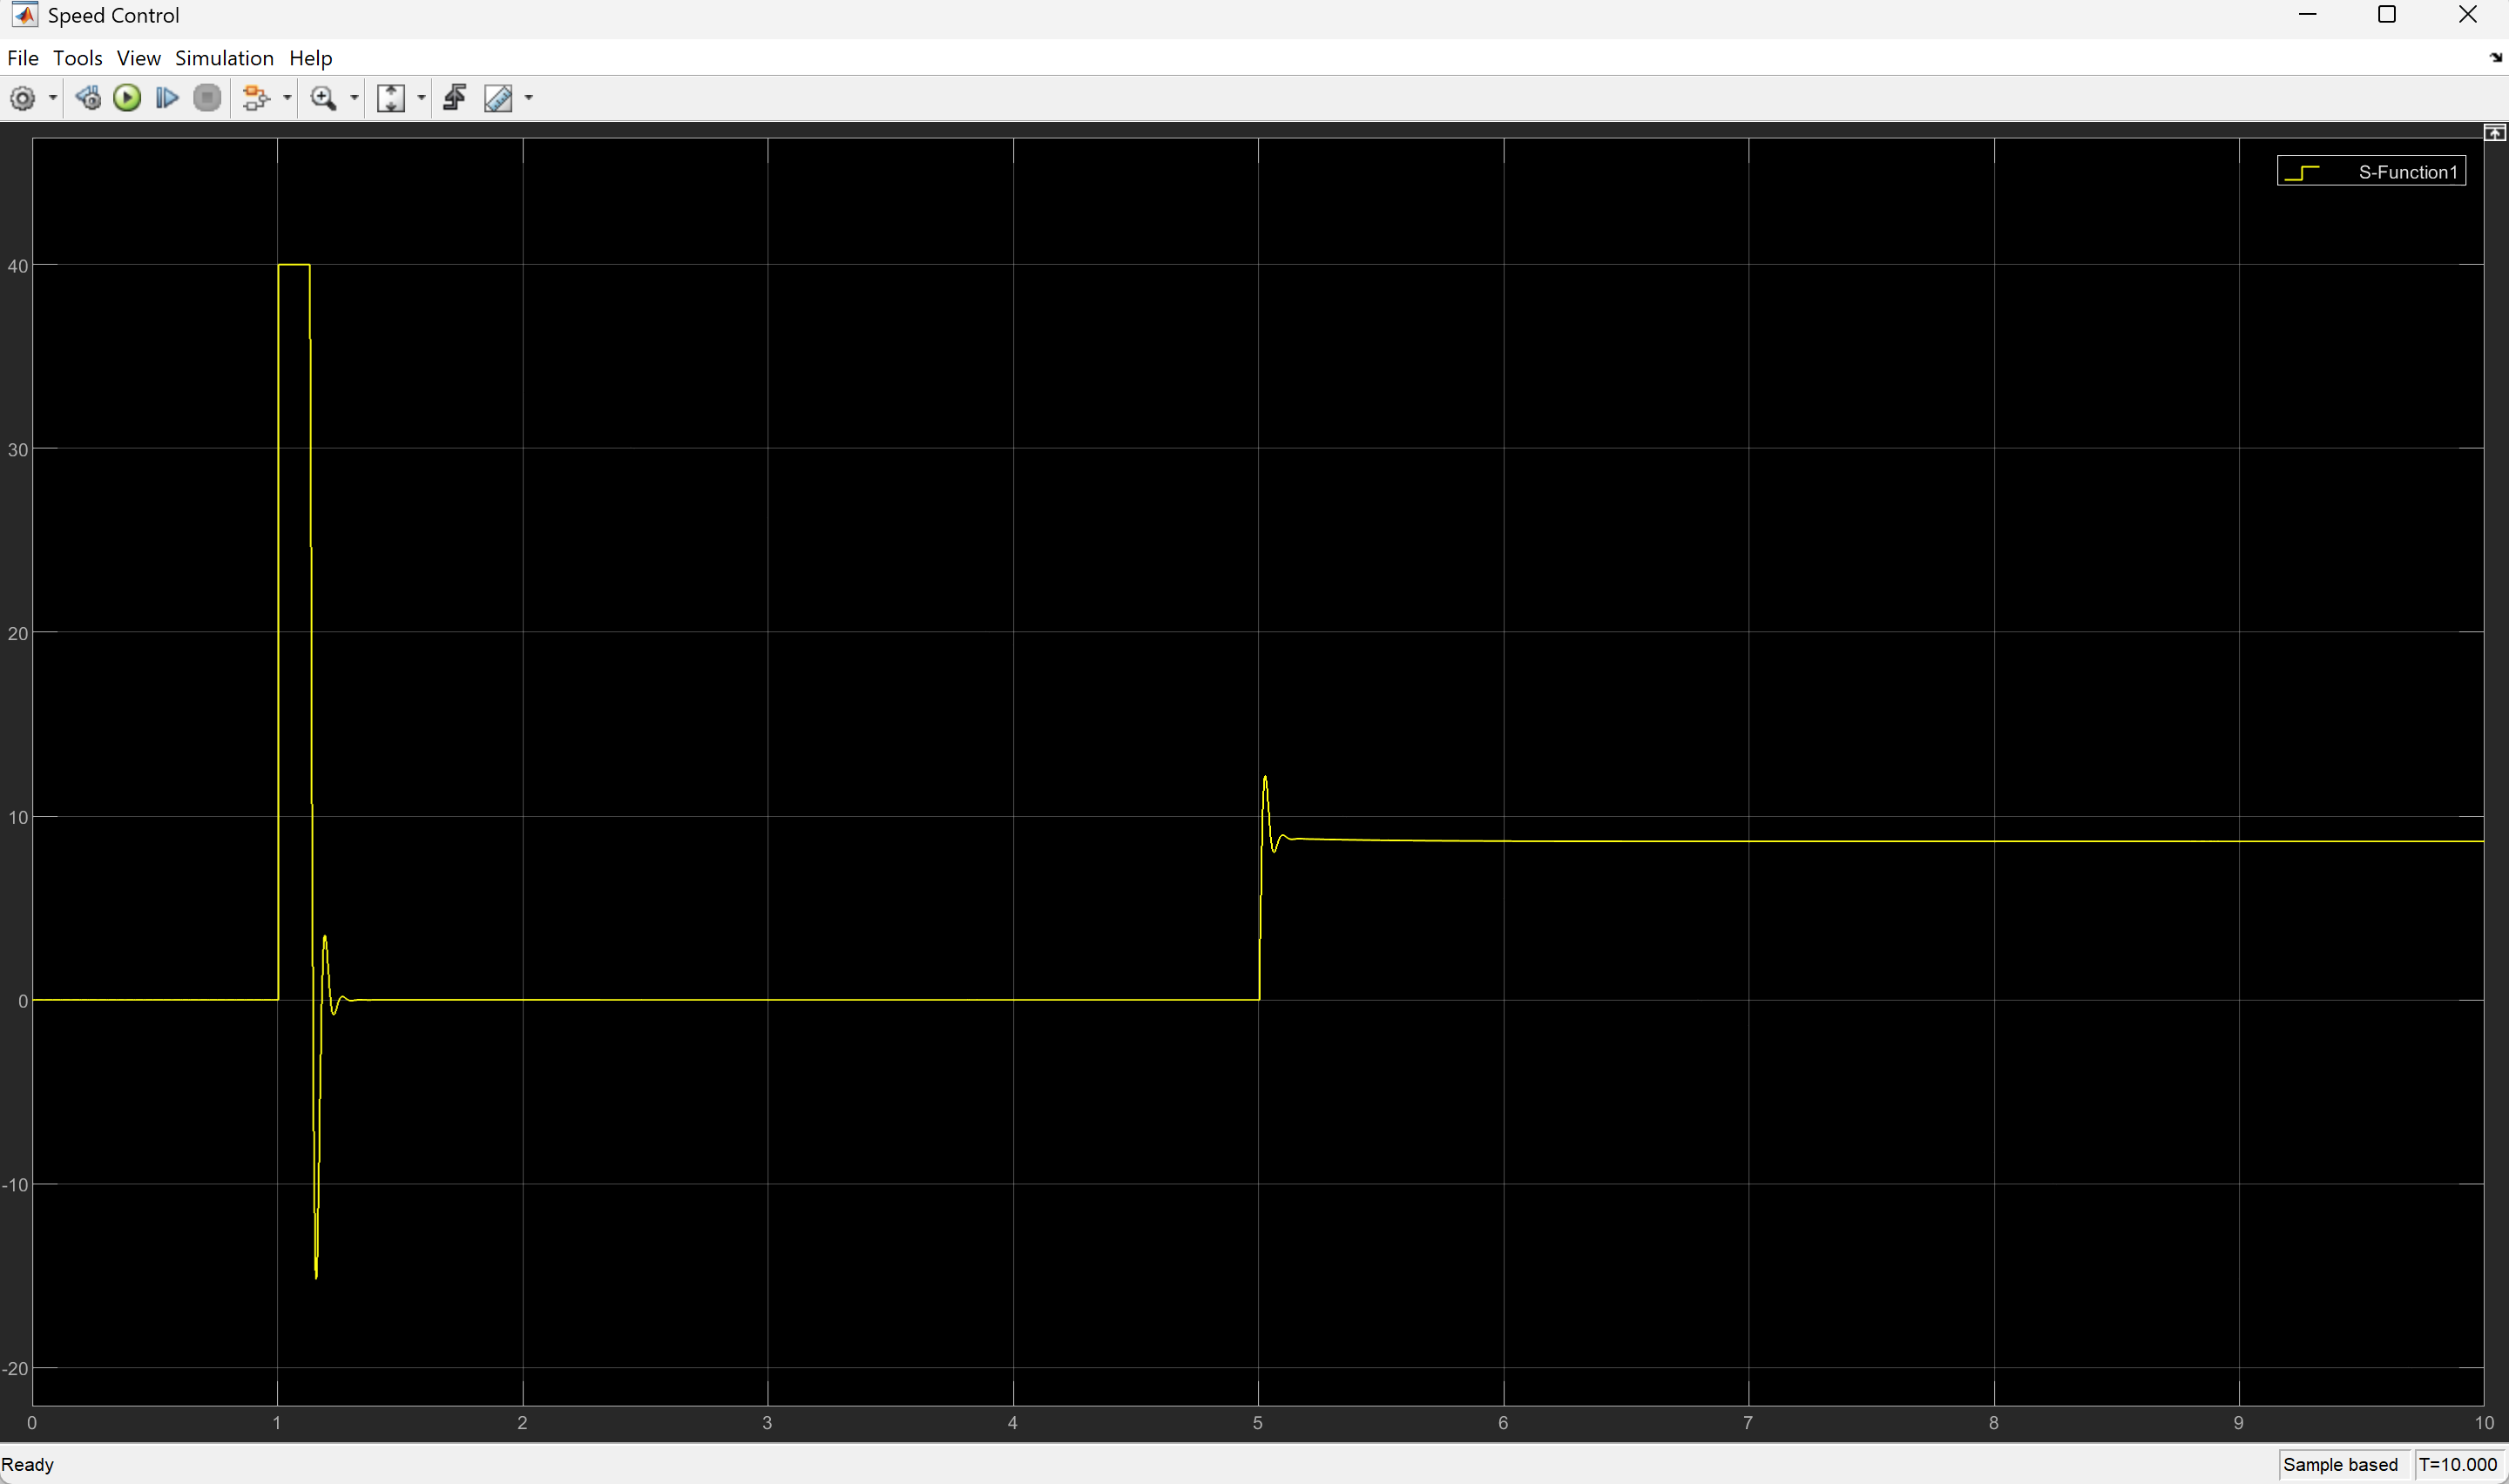 Speed Control
File Tools View Simulation Help
S-Function1
40
30
20
10
0
-10
-20
0 1 2 3 4 5 6 7 8 9 10
Ready Sample based T=10.000